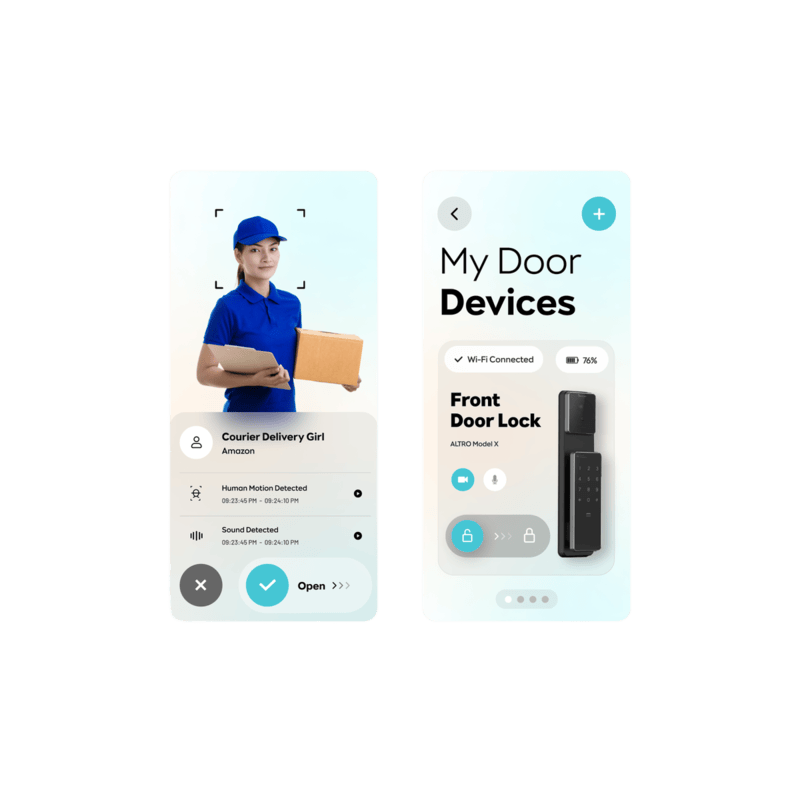 Courier Delivery Girl
Amazon
Human Motion Detected
09:23:45 PM - 09:24:10 PM
Sound Detected
09:23:45 PM - 09:24:10 PM
Open
My Door
Devices
Wi-Fi Connected
76%
Front
Door Lock
ALTRO Model X